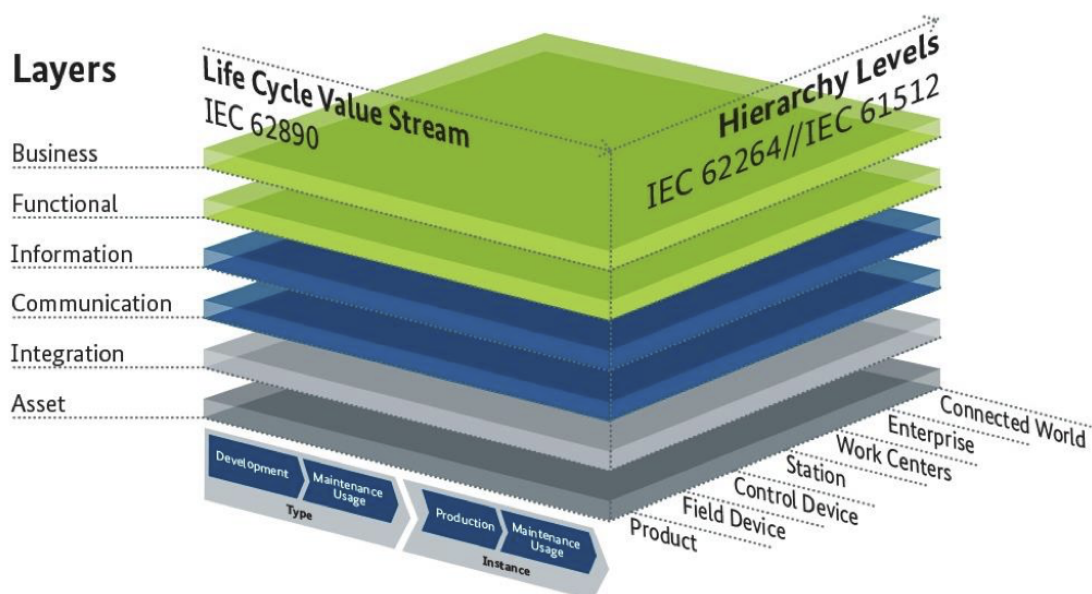 Layers
Life Cycle Value Stream
IEC 62890
Hierarchy Levels
IEC 62264//IEC 61512
Business
Functional
Information
Communication
Integration
Asset
Development
Maintenance
Usage
Type
Production
Maintenance
Usage
Instance
Connected World
Enterprise
Work Centers
Station
Control Device
Field Device
Product